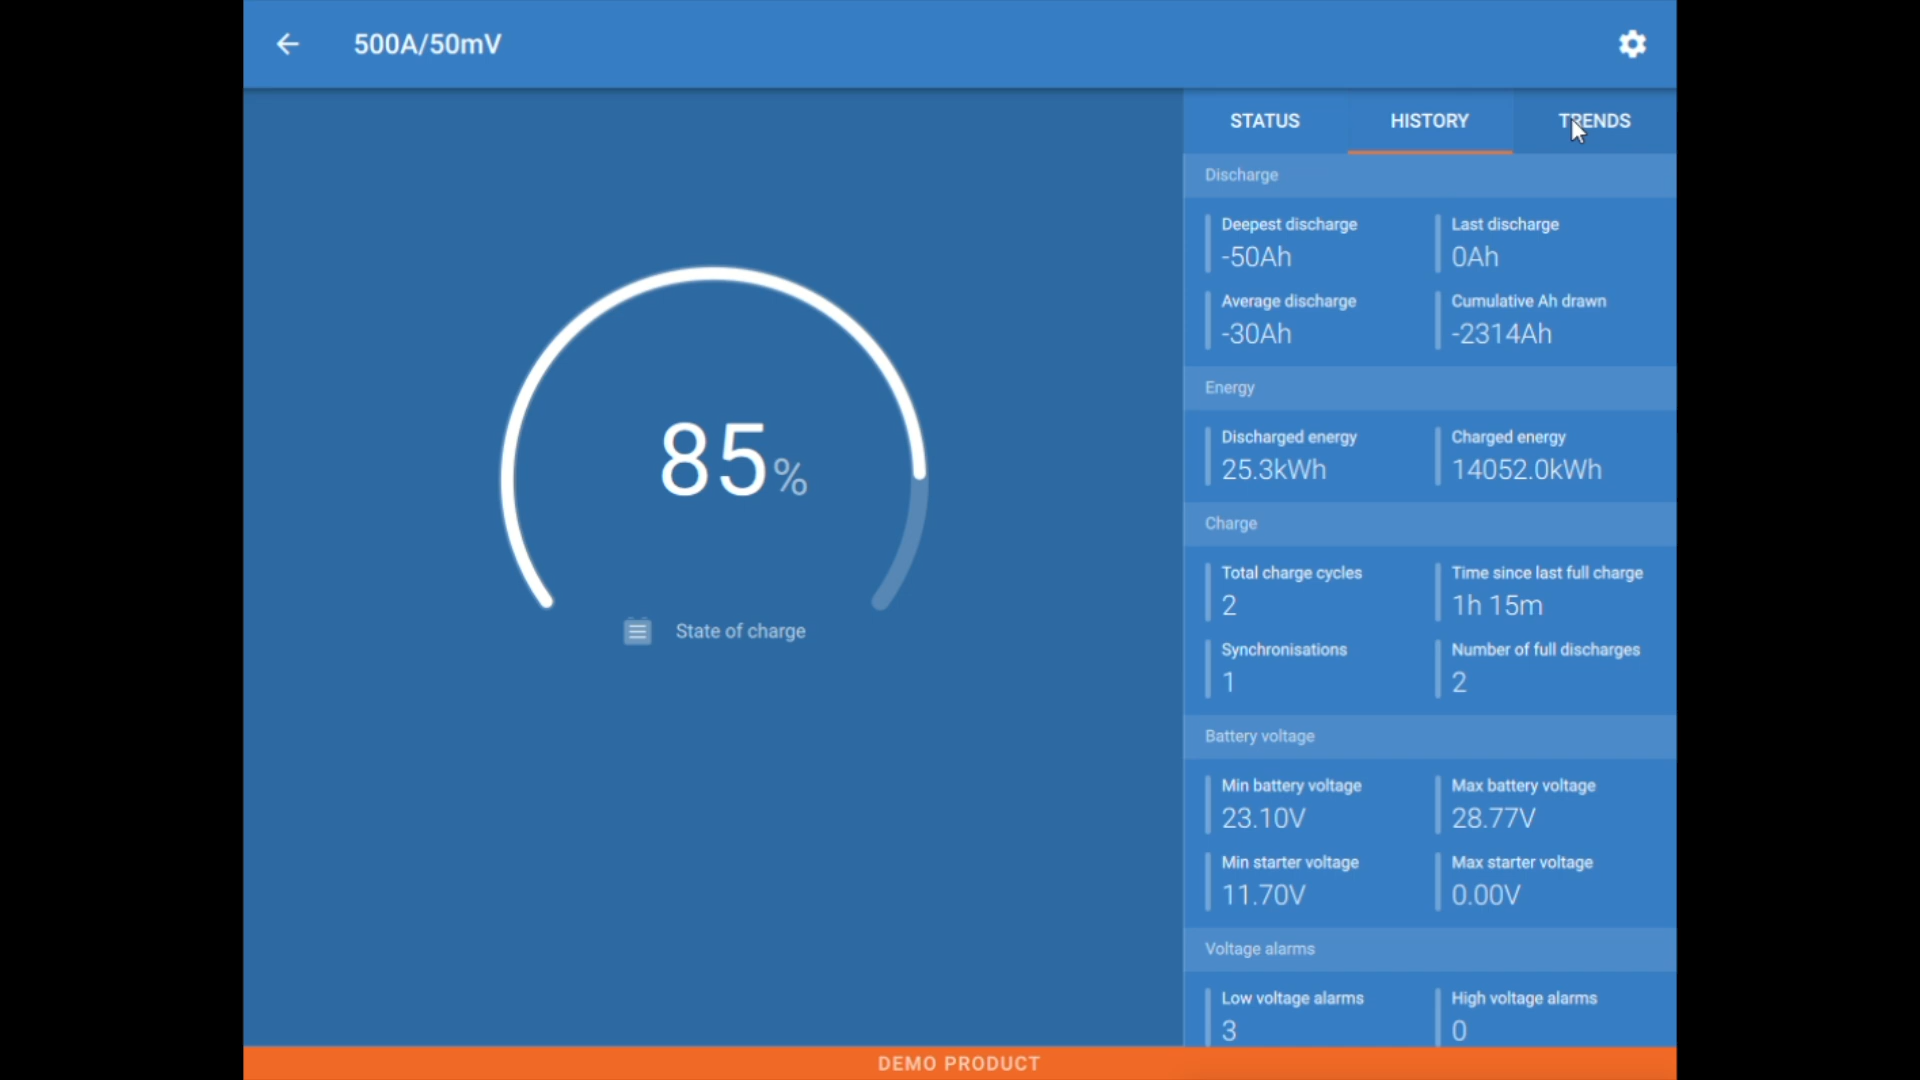 500A/50mV
STATUS HISTORY TRENDS
Discharge
Deepest discharge Last discharge
-50Ah 0Ah
Average discharge Cumulative Ah drawn
-30Ah -2314Ah
Energy
Discharged energy Charged energy
25.3kWh 14052.0kWh
Charge
Total charge cycles Time since last full charge
2 1h 15m
Synchronisations Number of full discharges
1 2
Battery voltage
Min battery voltage Max battery voltage
23.10V 28.77V
Min starter voltage Max starter voltage
11.70V 0.00V
Voltage alarms
Low voltage alarms High voltage alarms
3 0
85%
State of charge
DEMO PRODUCT